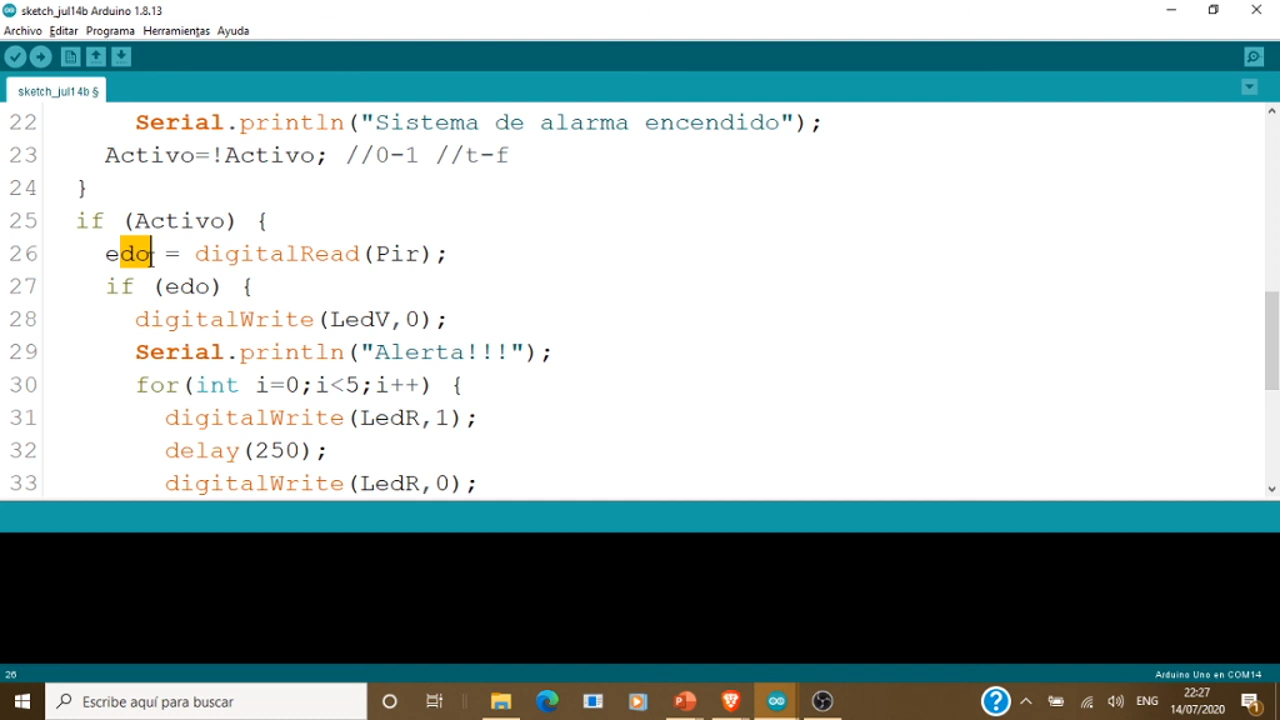 sketch_jul14b Arduino 1.8.13
Archivo Editar Programa Herramientas Ayuda
sketch_jul14b §
22 Serial.println("Sistema de alarma encendido");
23 Activo=!Activo; //0-1 //t-f
24 }
25 if (Activo) {
26 edo = digitalRead(Pir);
27 if (edo) {
28 digitalWrite(LedV,0);
29 Serial.println("Alerta!!!");
30 for(int i=0;i<5;i++) {
31 digitalWrite(LedR,1);
32 delay(250);
33 digitalWrite(LedR,0);
26 Arduino Uno en COM14
Escribe aquí para buscar
ENG
22:27
14/07/2020